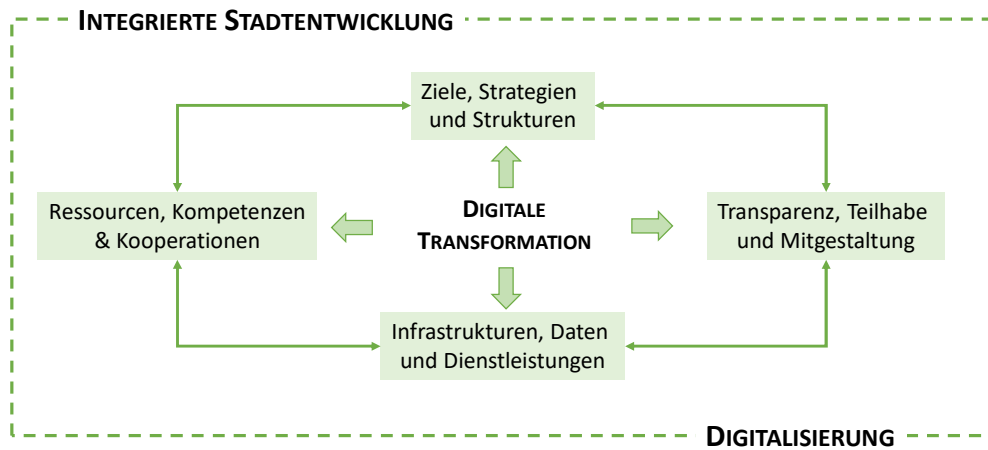 INTEGRIERTE STADTENTWICKLUNG
Ziele, Strategien
und Strukturen
Ressourcen, Kompetenzen
& Kooperationen
DIGITALE
TRANSFORMATION
Transparenz, Teilhabe
und Mitgestaltung
Infrastrukturen, Daten
und Dienstleistungen
DIGITALISIERUNG